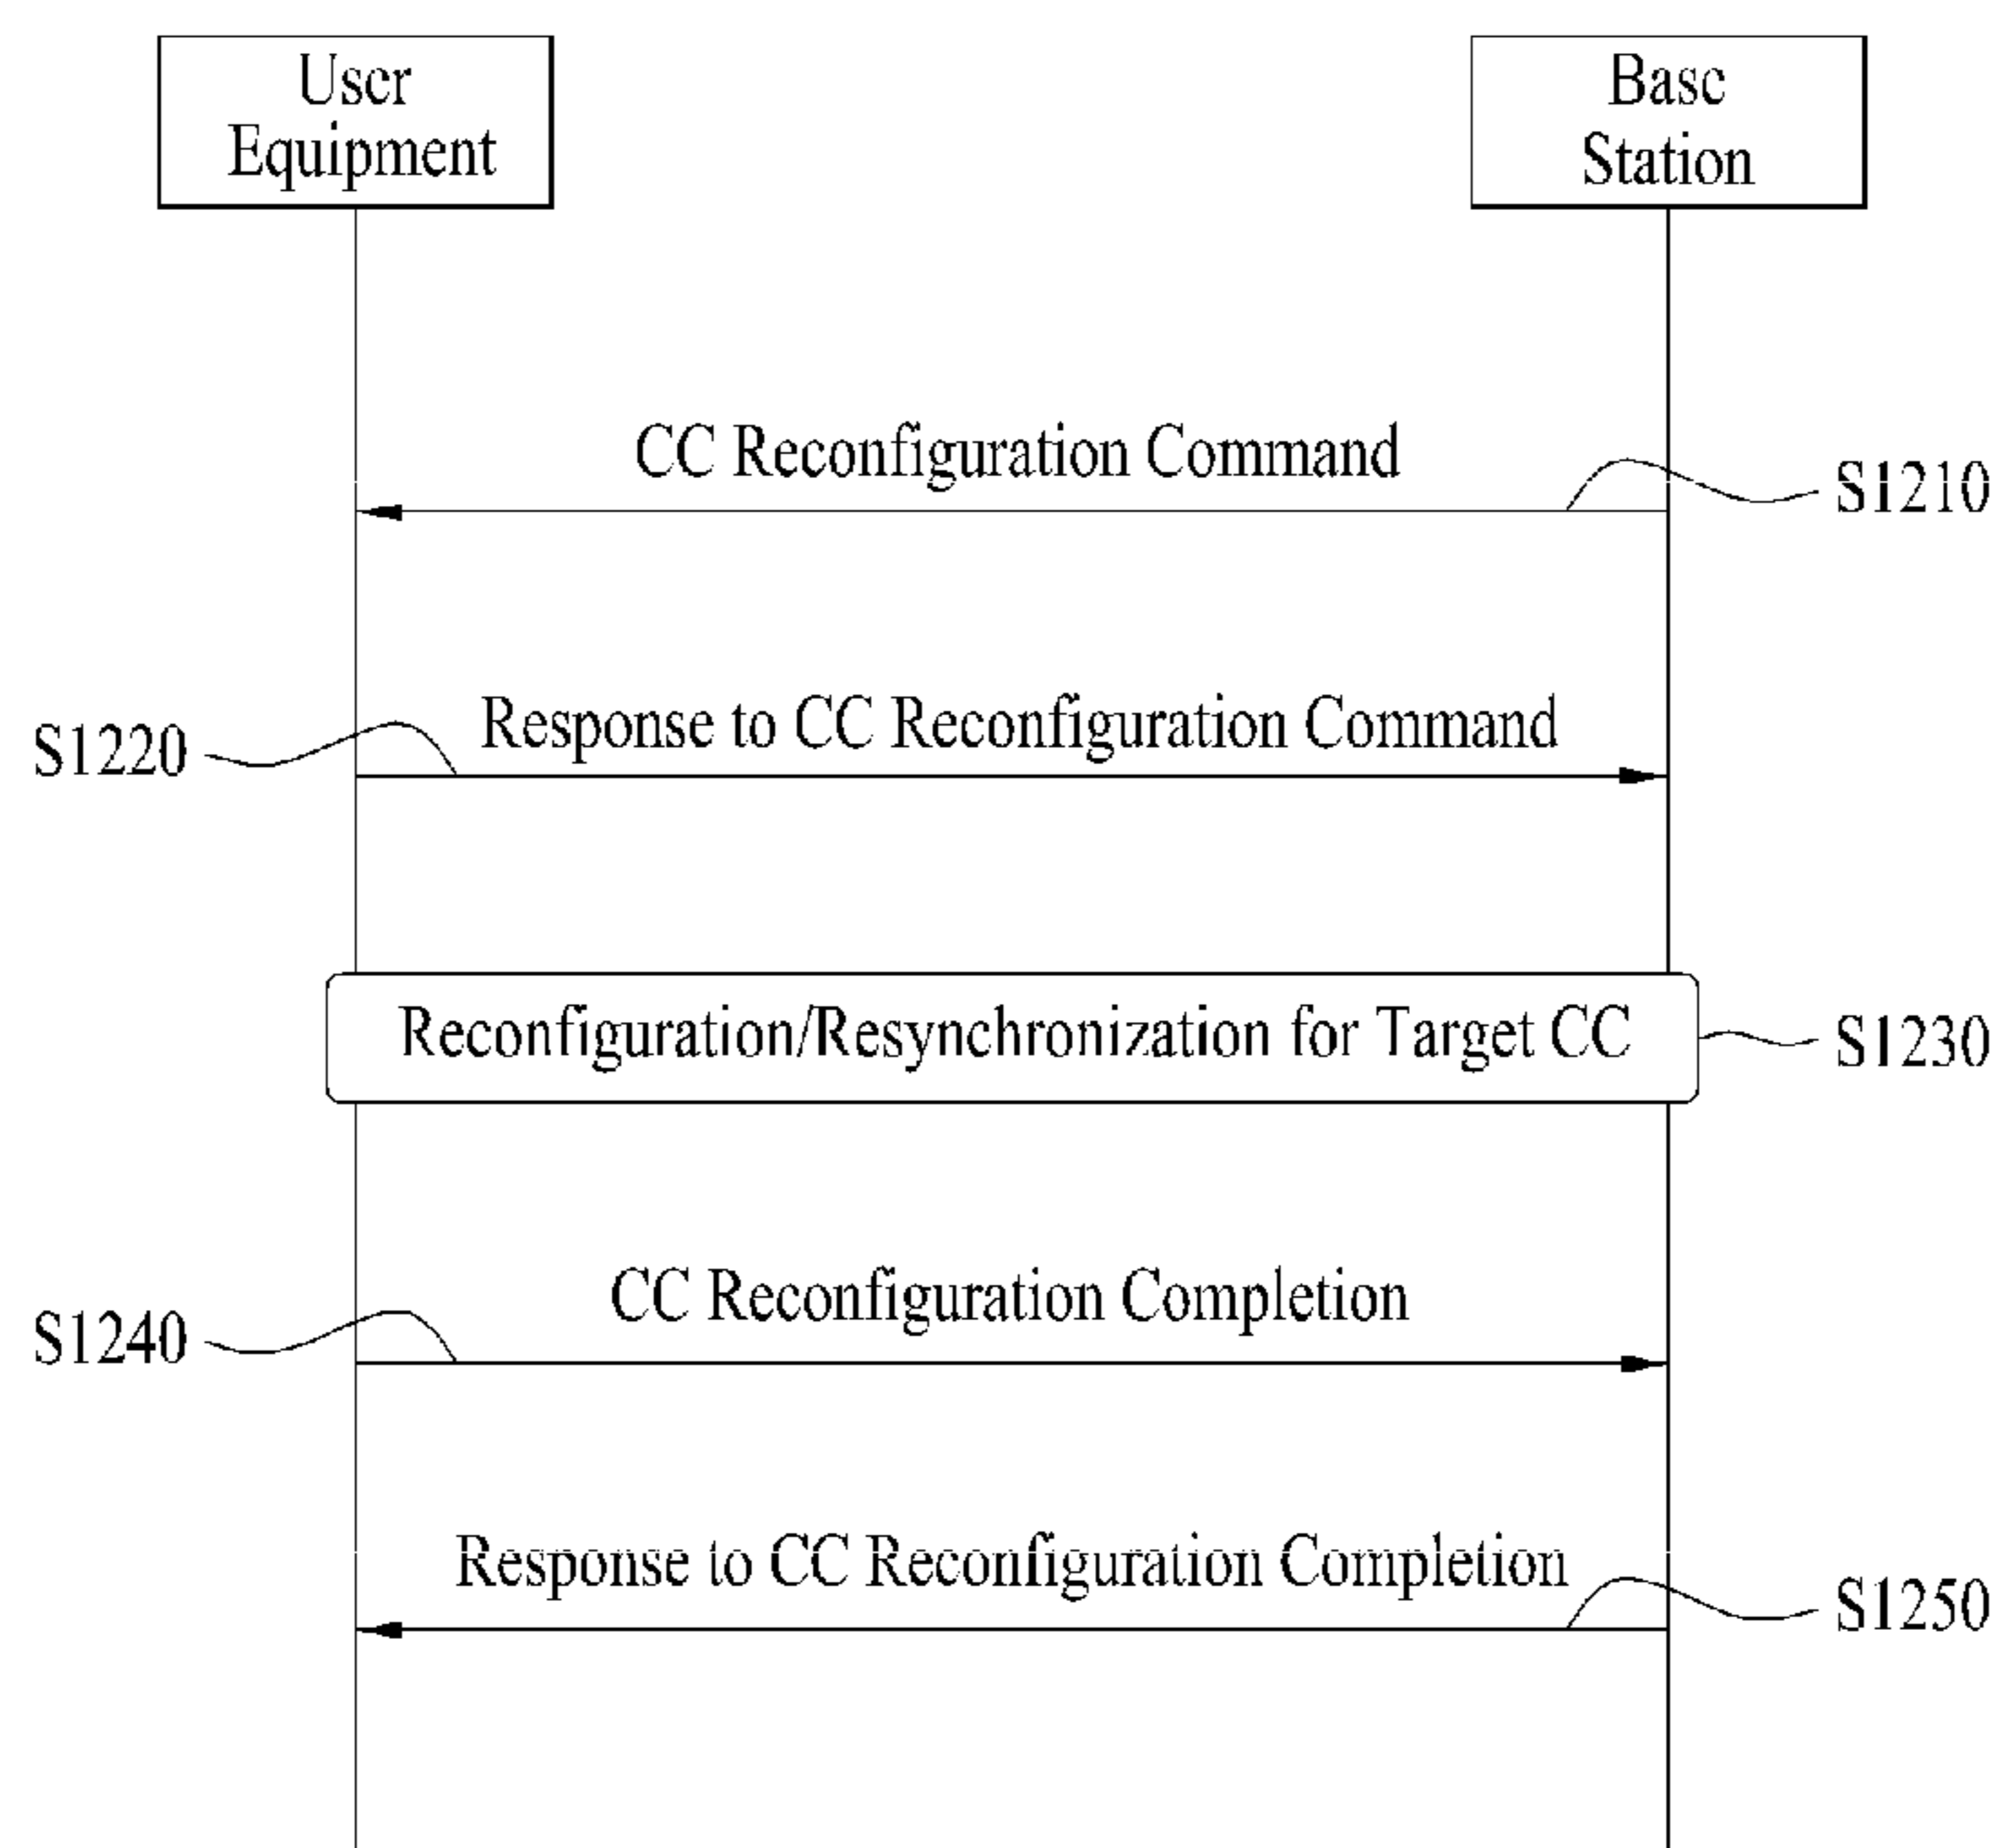 User
Equipment
Base
Station
CC Reconfiguration Command
S1210
Response to CC Reconfiguration Command
S1220
Reconfiguration/Resynchronization for Target CC
S1230
CC Reconfiguration Completion
S1240
Response to CC Reconfiguration Completion
S1250